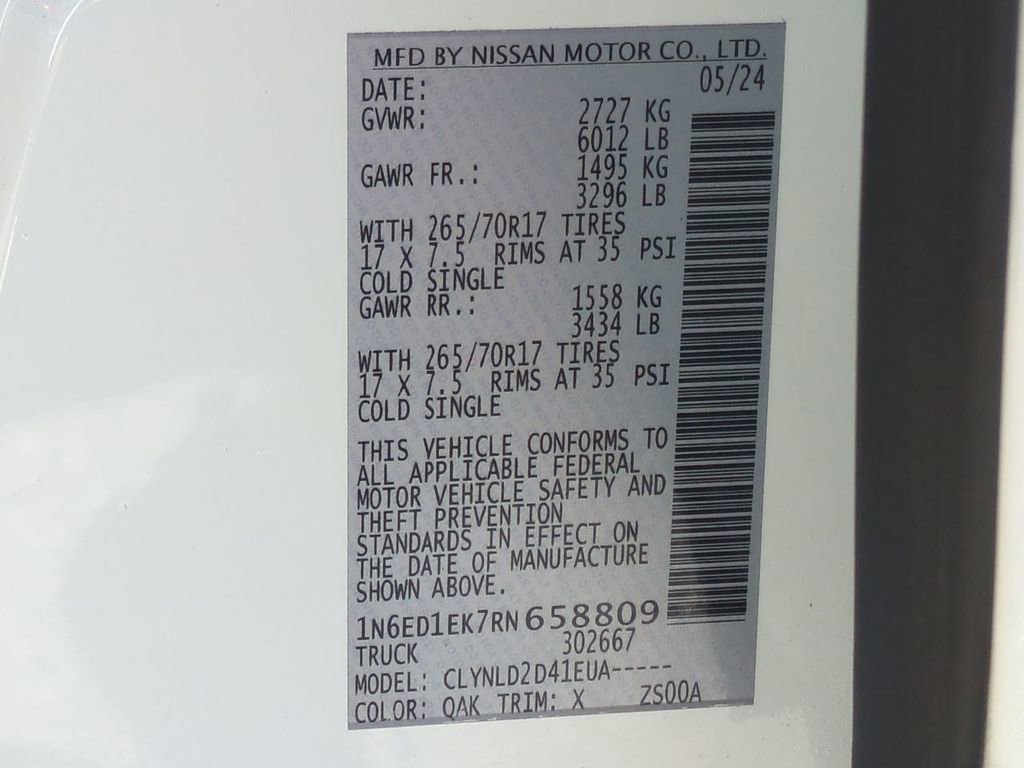 MFD BY NISSAN MOTOR CO., LTD.
DATE: 05/24
GVWR: 2727 KG
6012 LB
GAWR FR.: 1495 KG
3296 LB
WITH 265/70R17 TIRES
17 X 7.5 RIMS AT 35 PSI
COLD SINGLE
GAWR RR.: 1558 KG
3434 LB
WITH 265/70R17 TIRES
17 X 7.5 RIMS AT 35 PSI
COLD SINGLE
THIS VEHICLE CONFORMS TO
ALL APPLICABLE FEDERAL
MOTOR VEHICLE SAFETY AND
THEFT PREVENTION
STANDARDS IN EFFECT ON
THE DATE OF MANUFACTURE
SHOWN ABOVE.
1N6ED1EK7RN658809
TRUCK 302667
MODEL: CLYNLD2D41EUA-----
COLOR: QAK TRIM: X ZS00A